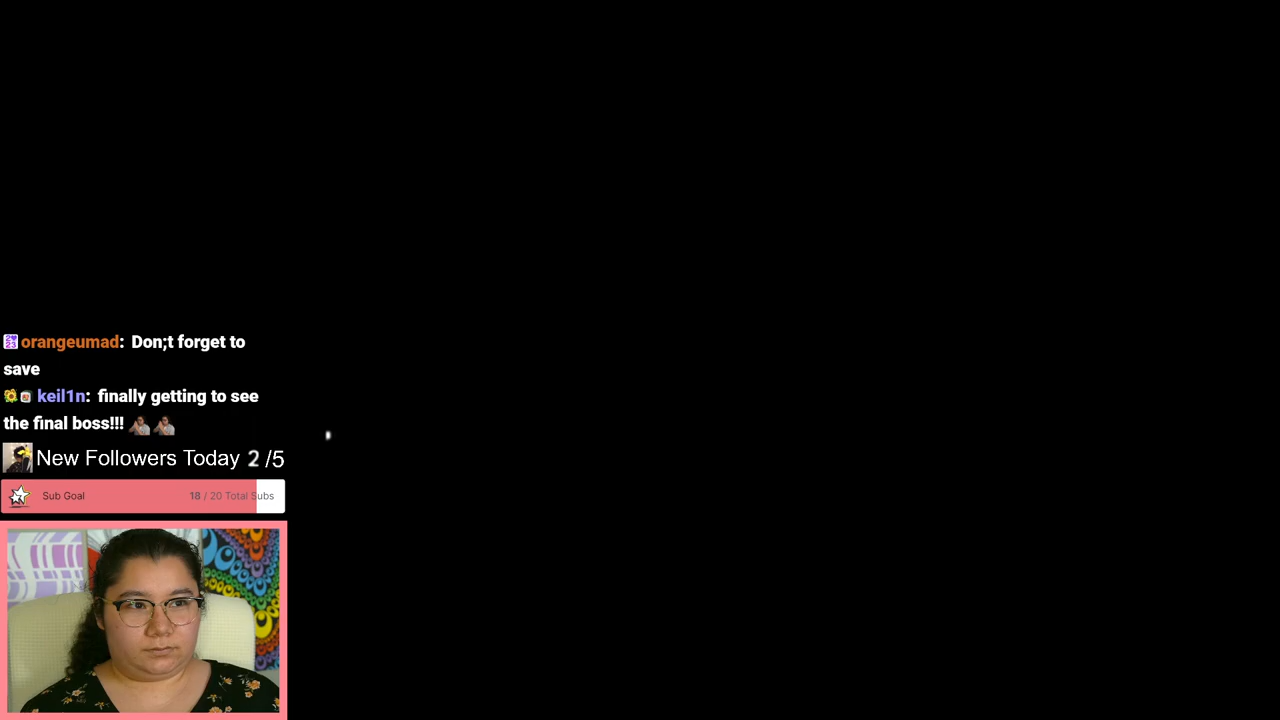 orangeumad: Don;t forget to
save
keil1n: finally getting to see
the final boss!!!
New Followers Today 2 /5
Sub Goal 18 / 20 Total Subs